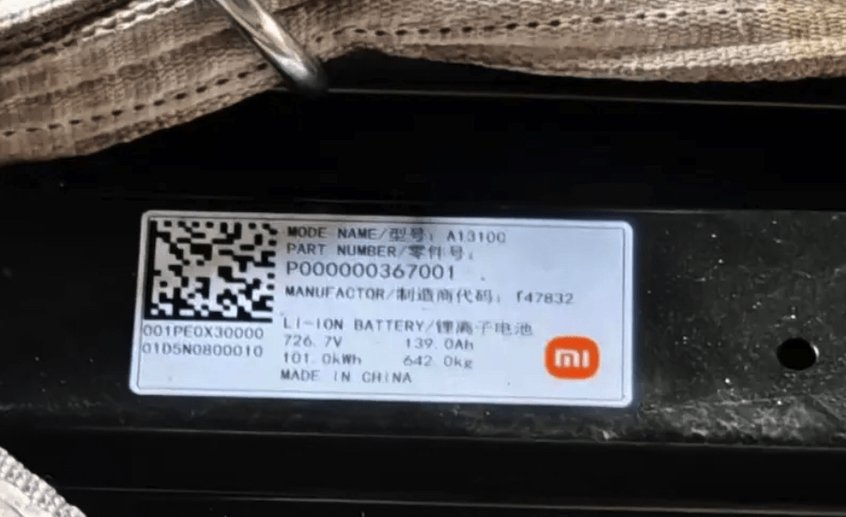 MODE NAME/型号: A1310C
PART NUMBER/零件号:
P000000367001
MANUFACTOR/制造商代码: f47832
001PE0X30000
01D5N0800010
LI-ION BATTERY/锂离子电池
726.7V 139.0Ah
101.0kWh 642.0kg
MADE IN CHINA
mi